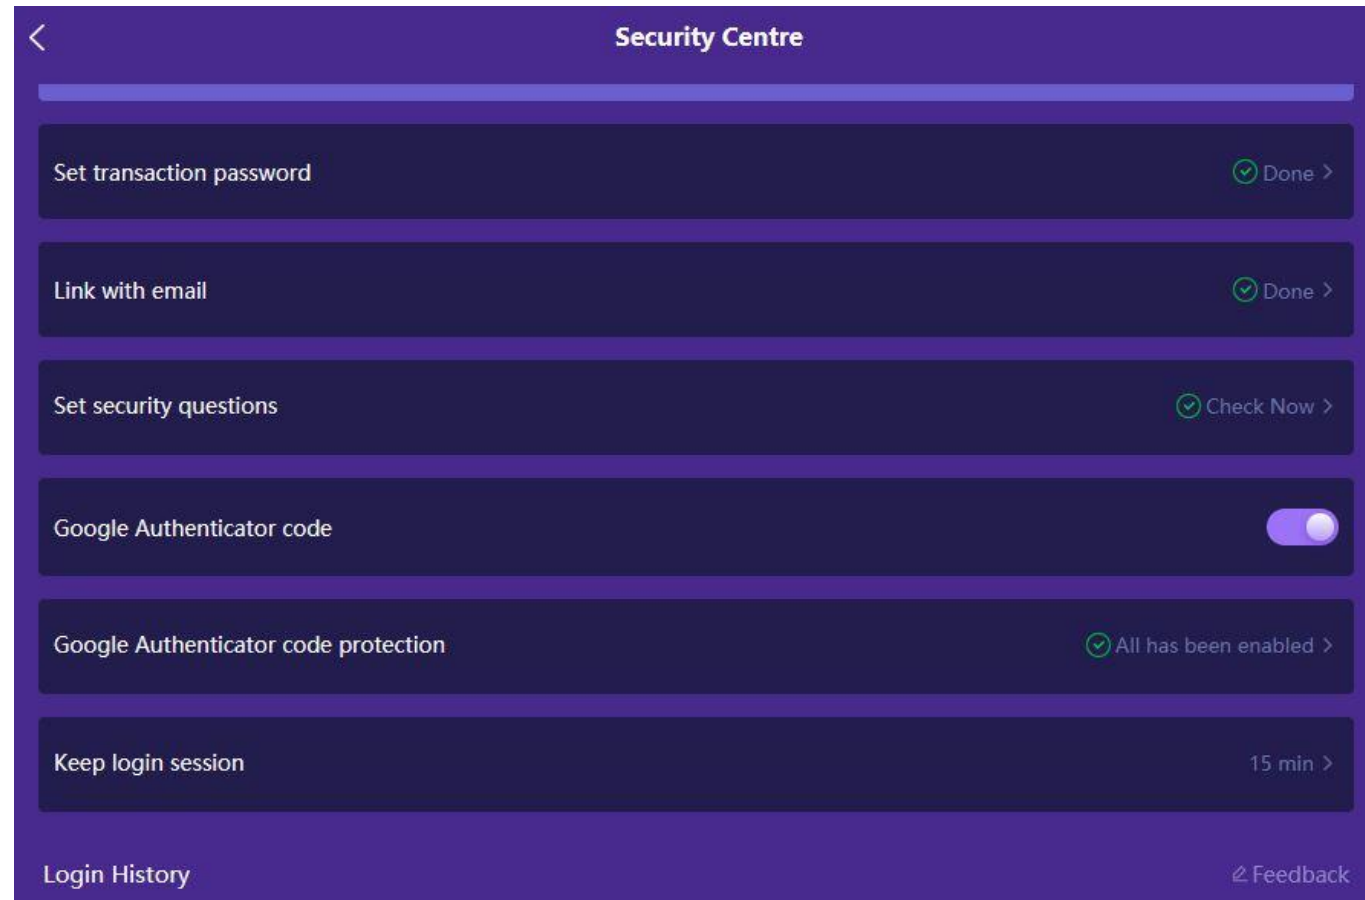 Security Centre
Set transaction password Done
Link with email Done
Set security questions Check Now
Google Authenticator code
Google Authenticator code protection All has been enabled
Keep login session 15 min
Login History Feedback